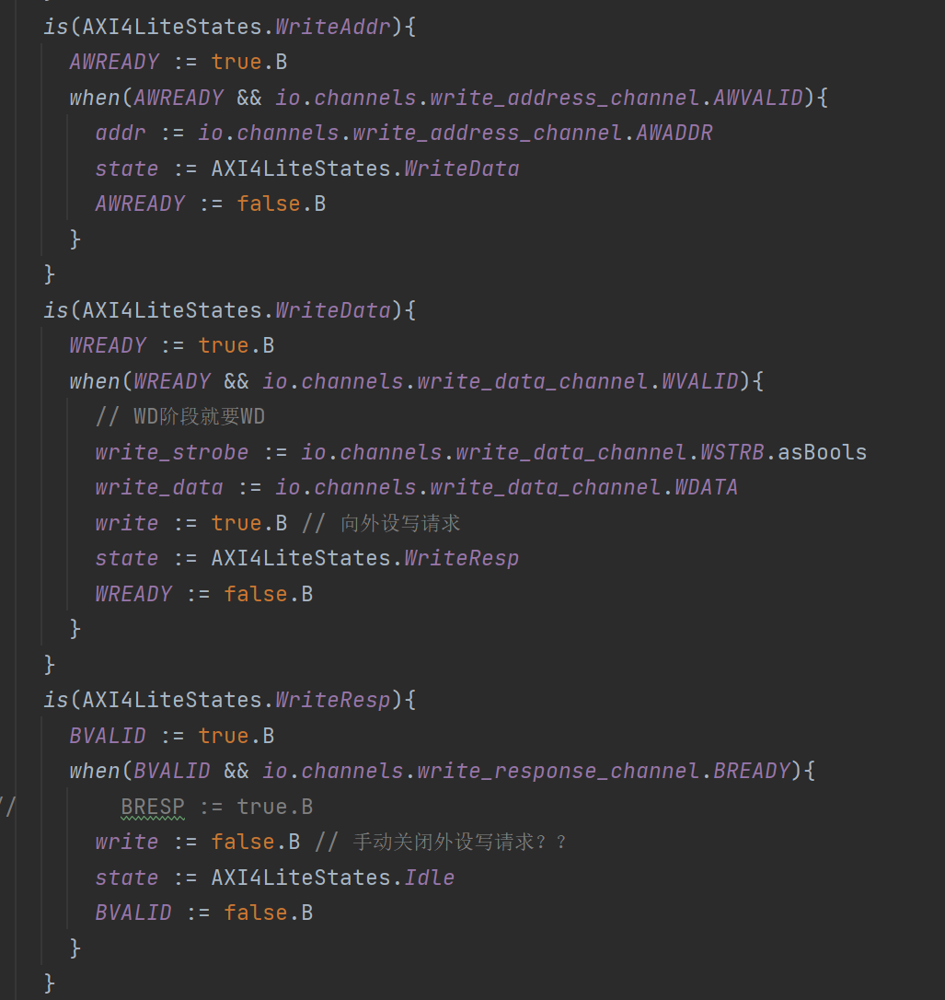 is(AXI4LiteStates.WriteAddr){
AWREADY := true.B
when(AWREADY && io.channels.write_address_channel.AWVALID){
addr := io.channels.write_address_channel.AWADDR
state := AXI4LiteStates.WriteData
AWREADY := false.B
}
}
is(AXI4LiteStates.WriteData){
WREADY := true.B
when(WREADY && io.channels.write_data_channel.WVALID){
// WD阶段就要WD
write_strobe := io.channels.write_data_channel.WSTRB.asBools
write_data := io.channels.write_data_channel.WDATA
write := true.B // 向外设写请求
state := AXI4LiteStates.WriteResp
WREADY := false.B
}
}
is(AXI4LiteStates.WriteResp){
BVALID := true.B
when(BVALID && io.channels.write_response_channel.BREADY){
// BRESP := true.B
write := false.B // 手动关闭外设写请求？？
state := AXI4LiteStates.Idle
BVALID := false.B
}
}